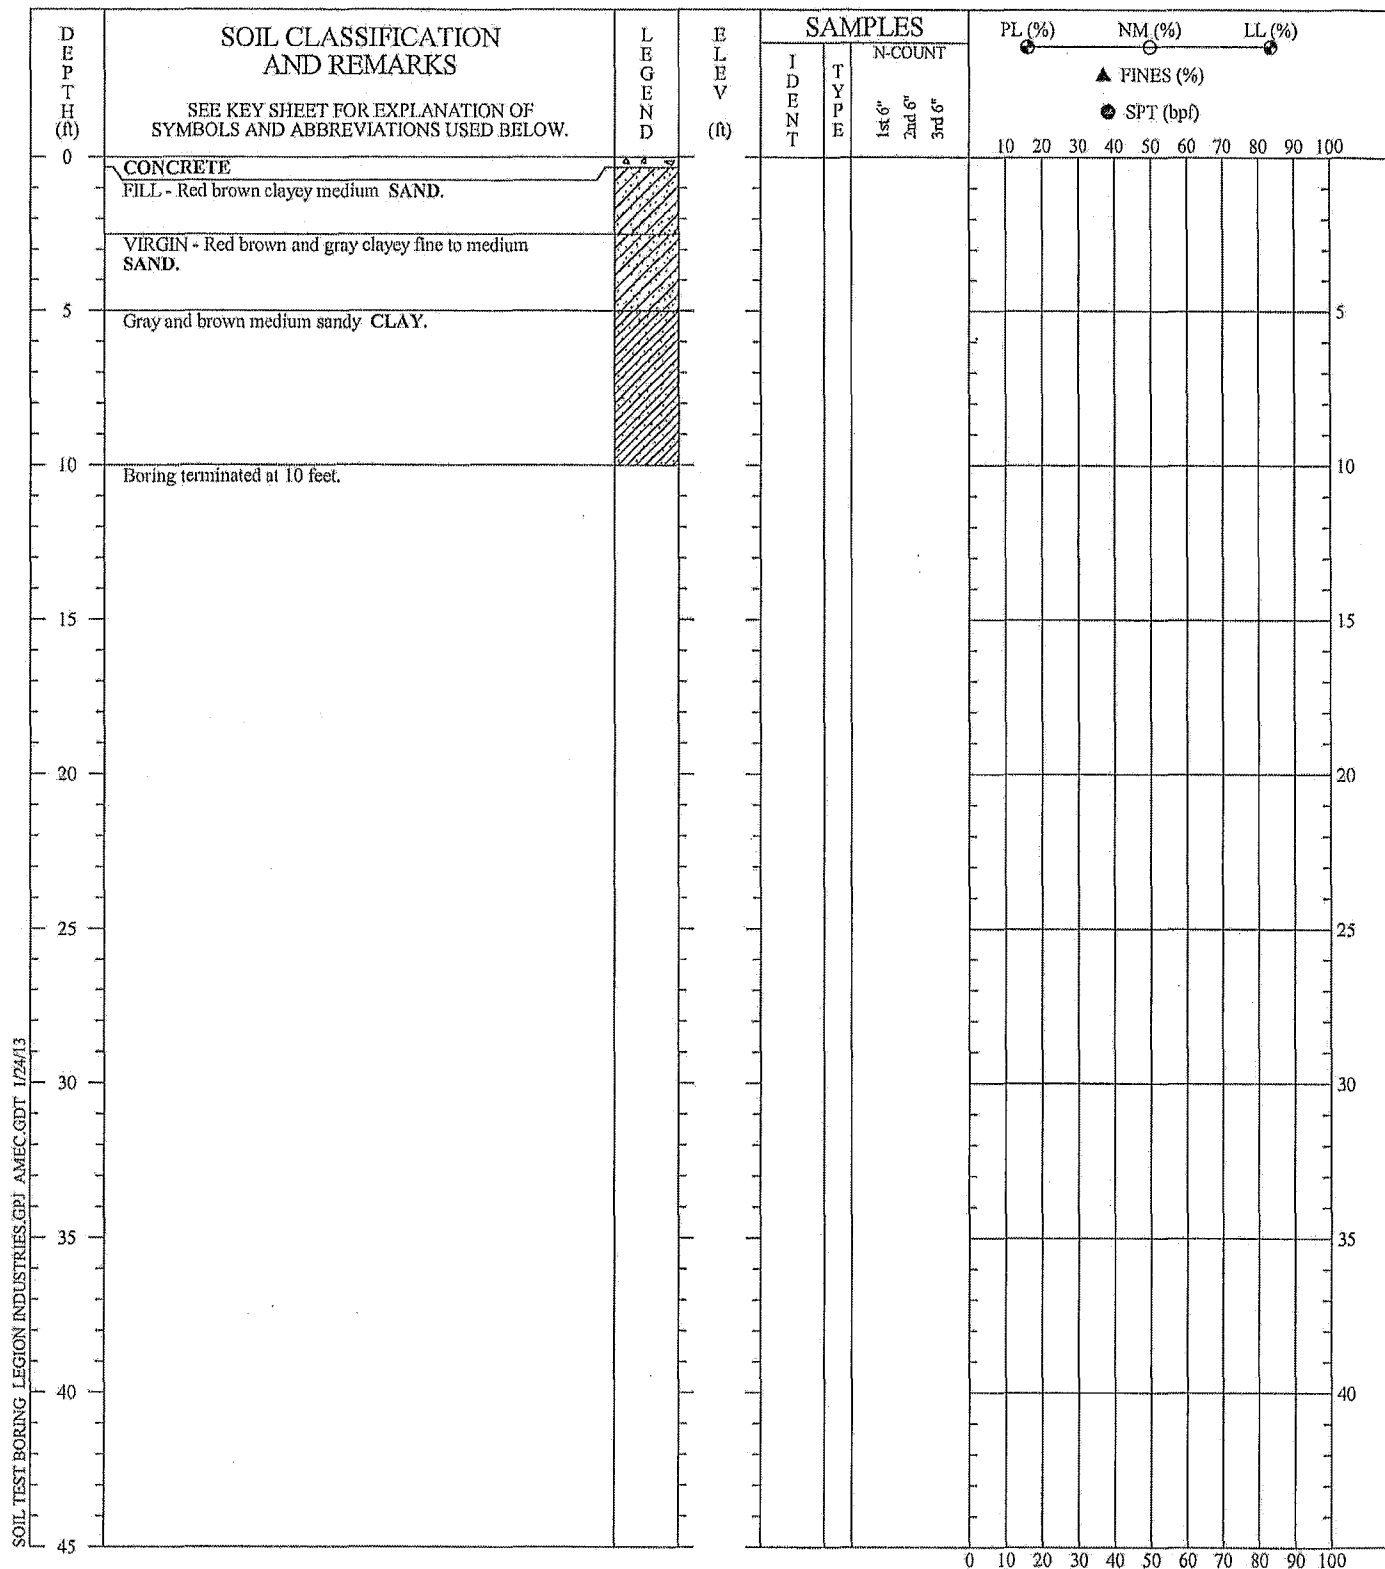 DEPTH (ft)
SOIL CLASSIFICATION
AND REMARKS
SEE KEY SHEET FOR EXPLANATION OF
SYMBOLS AND ABBREVIATIONS USED BELOW.
LEGEND
ELEV (ft)
SAMPLES
IDENT
TYPE
N-COUNT
1st 6"
2nd 6"
3rd 6"
PL (%) NM (%) LL (%)
▲ FINES (%)
● SPT (bpf)
10 20 30 40 50 60 70 80 90 100
0
CONCRETE
FILL - Red brown clayey medium SAND.
VIRGIN - Red brown and gray clayey fine to medium
SAND.
5 5
Gray and brown medium sandy CLAY.
10 10
Boring terminated at 10 feet.
15 15
20 20
25 25
30 30
35 35
40 40
45
0 10 20 30 40 50 60 70 80 90 100
SOIL TEST BORING LEGION INDUSTRIES.GPJ AMEC.GDT 1/24/13